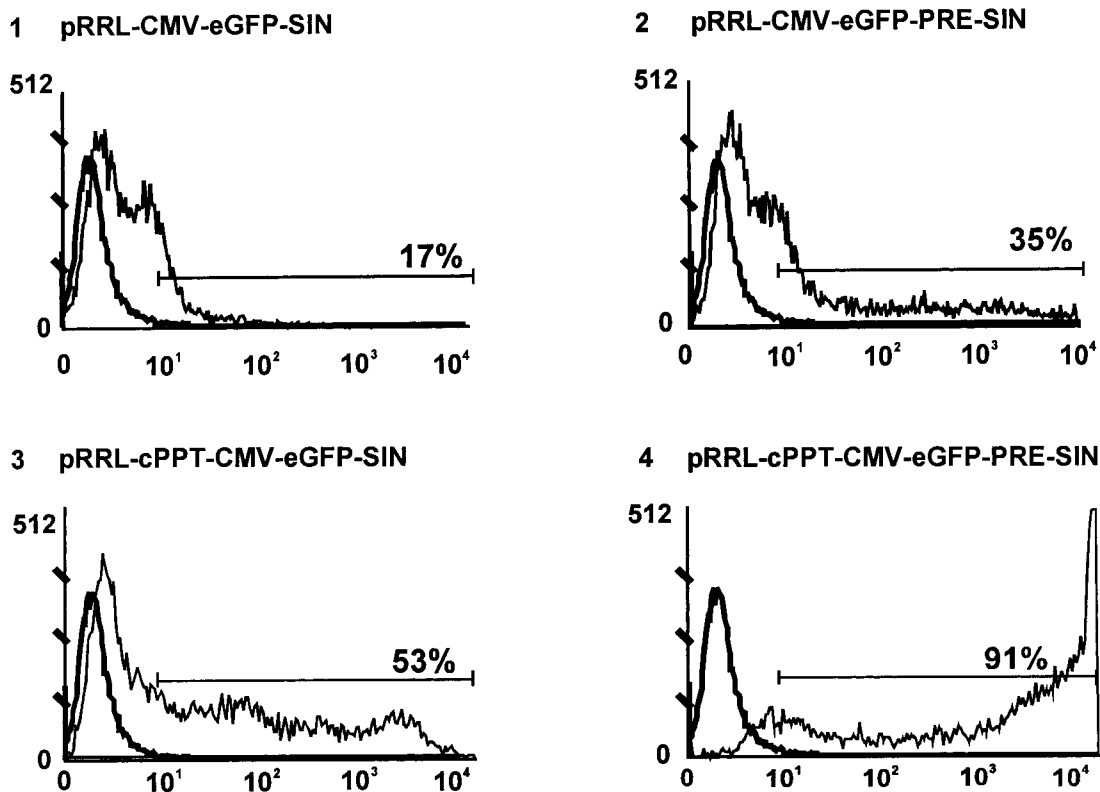 1 pRRL-CMV-eGFP-SIN
512
17%
0
0 10¹ 10² 10³ 10⁴
2 pRRL-CMV-eGFP-PRE-SIN
512
35%
0
0 10¹ 10² 10³ 10⁴
3 pRRL-cPPT-CMV-eGFP-SIN
512
53%
0
0 10¹ 10² 10³ 10⁴
4 pRRL-cPPT-CMV-eGFP-PRE-SIN
512
91%
0
0 10¹ 10² 10³ 10⁴